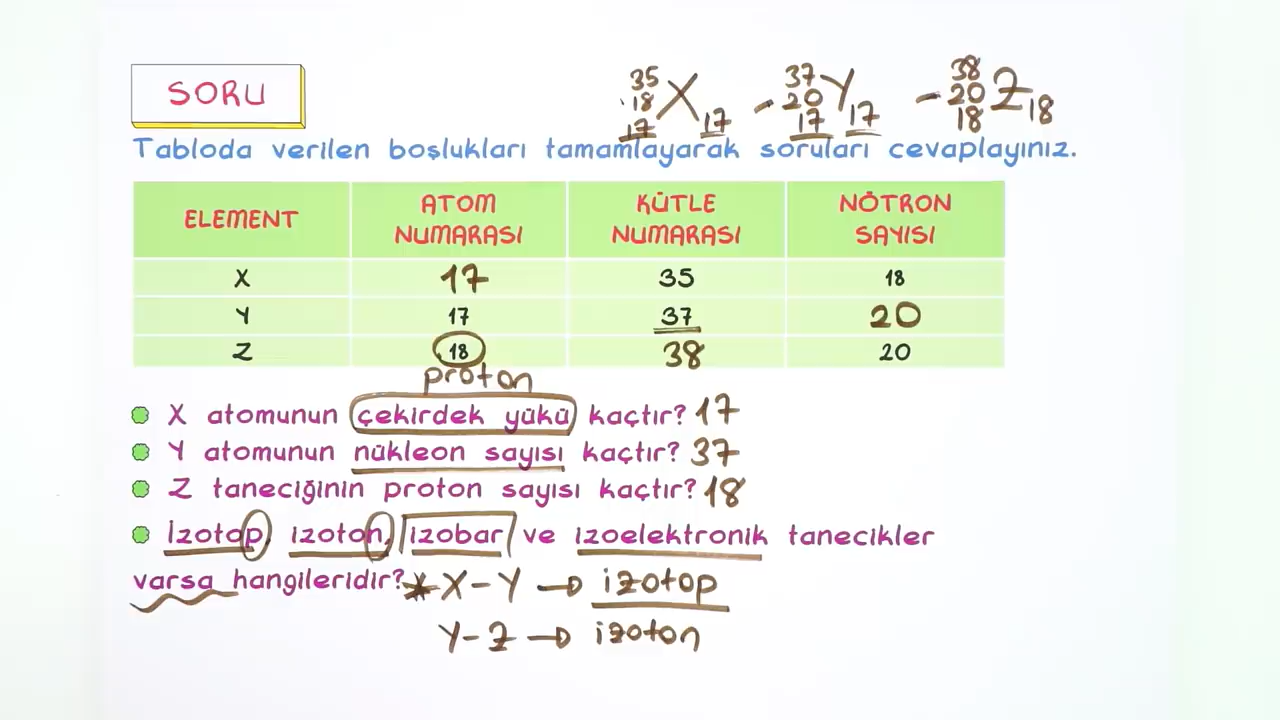 SORU
35 37 38
18 X - 20 Y - 20 Z 18
17 17 17 17 18
Tabloda verilen boşlukları tamamlayarak soruları cevaplayınız.
ELEMENT ATOM NUMARASI KÜTLE NUMARASI NÖTRON SAYISI
X 17 35 18
Y 17 37 20
Z 18 38 20
proton
X atomunun çekirdek yükü kaçtır? 17
Y atomunun nükleon sayısı kaçtır? 37
Z taneciğinin proton sayısı kaçtır? 18
İzotop, izoton, izobar ve izoelektronik tanecikler
varsa hangileridir? * X-Y → izotop
Y-Z → izoton